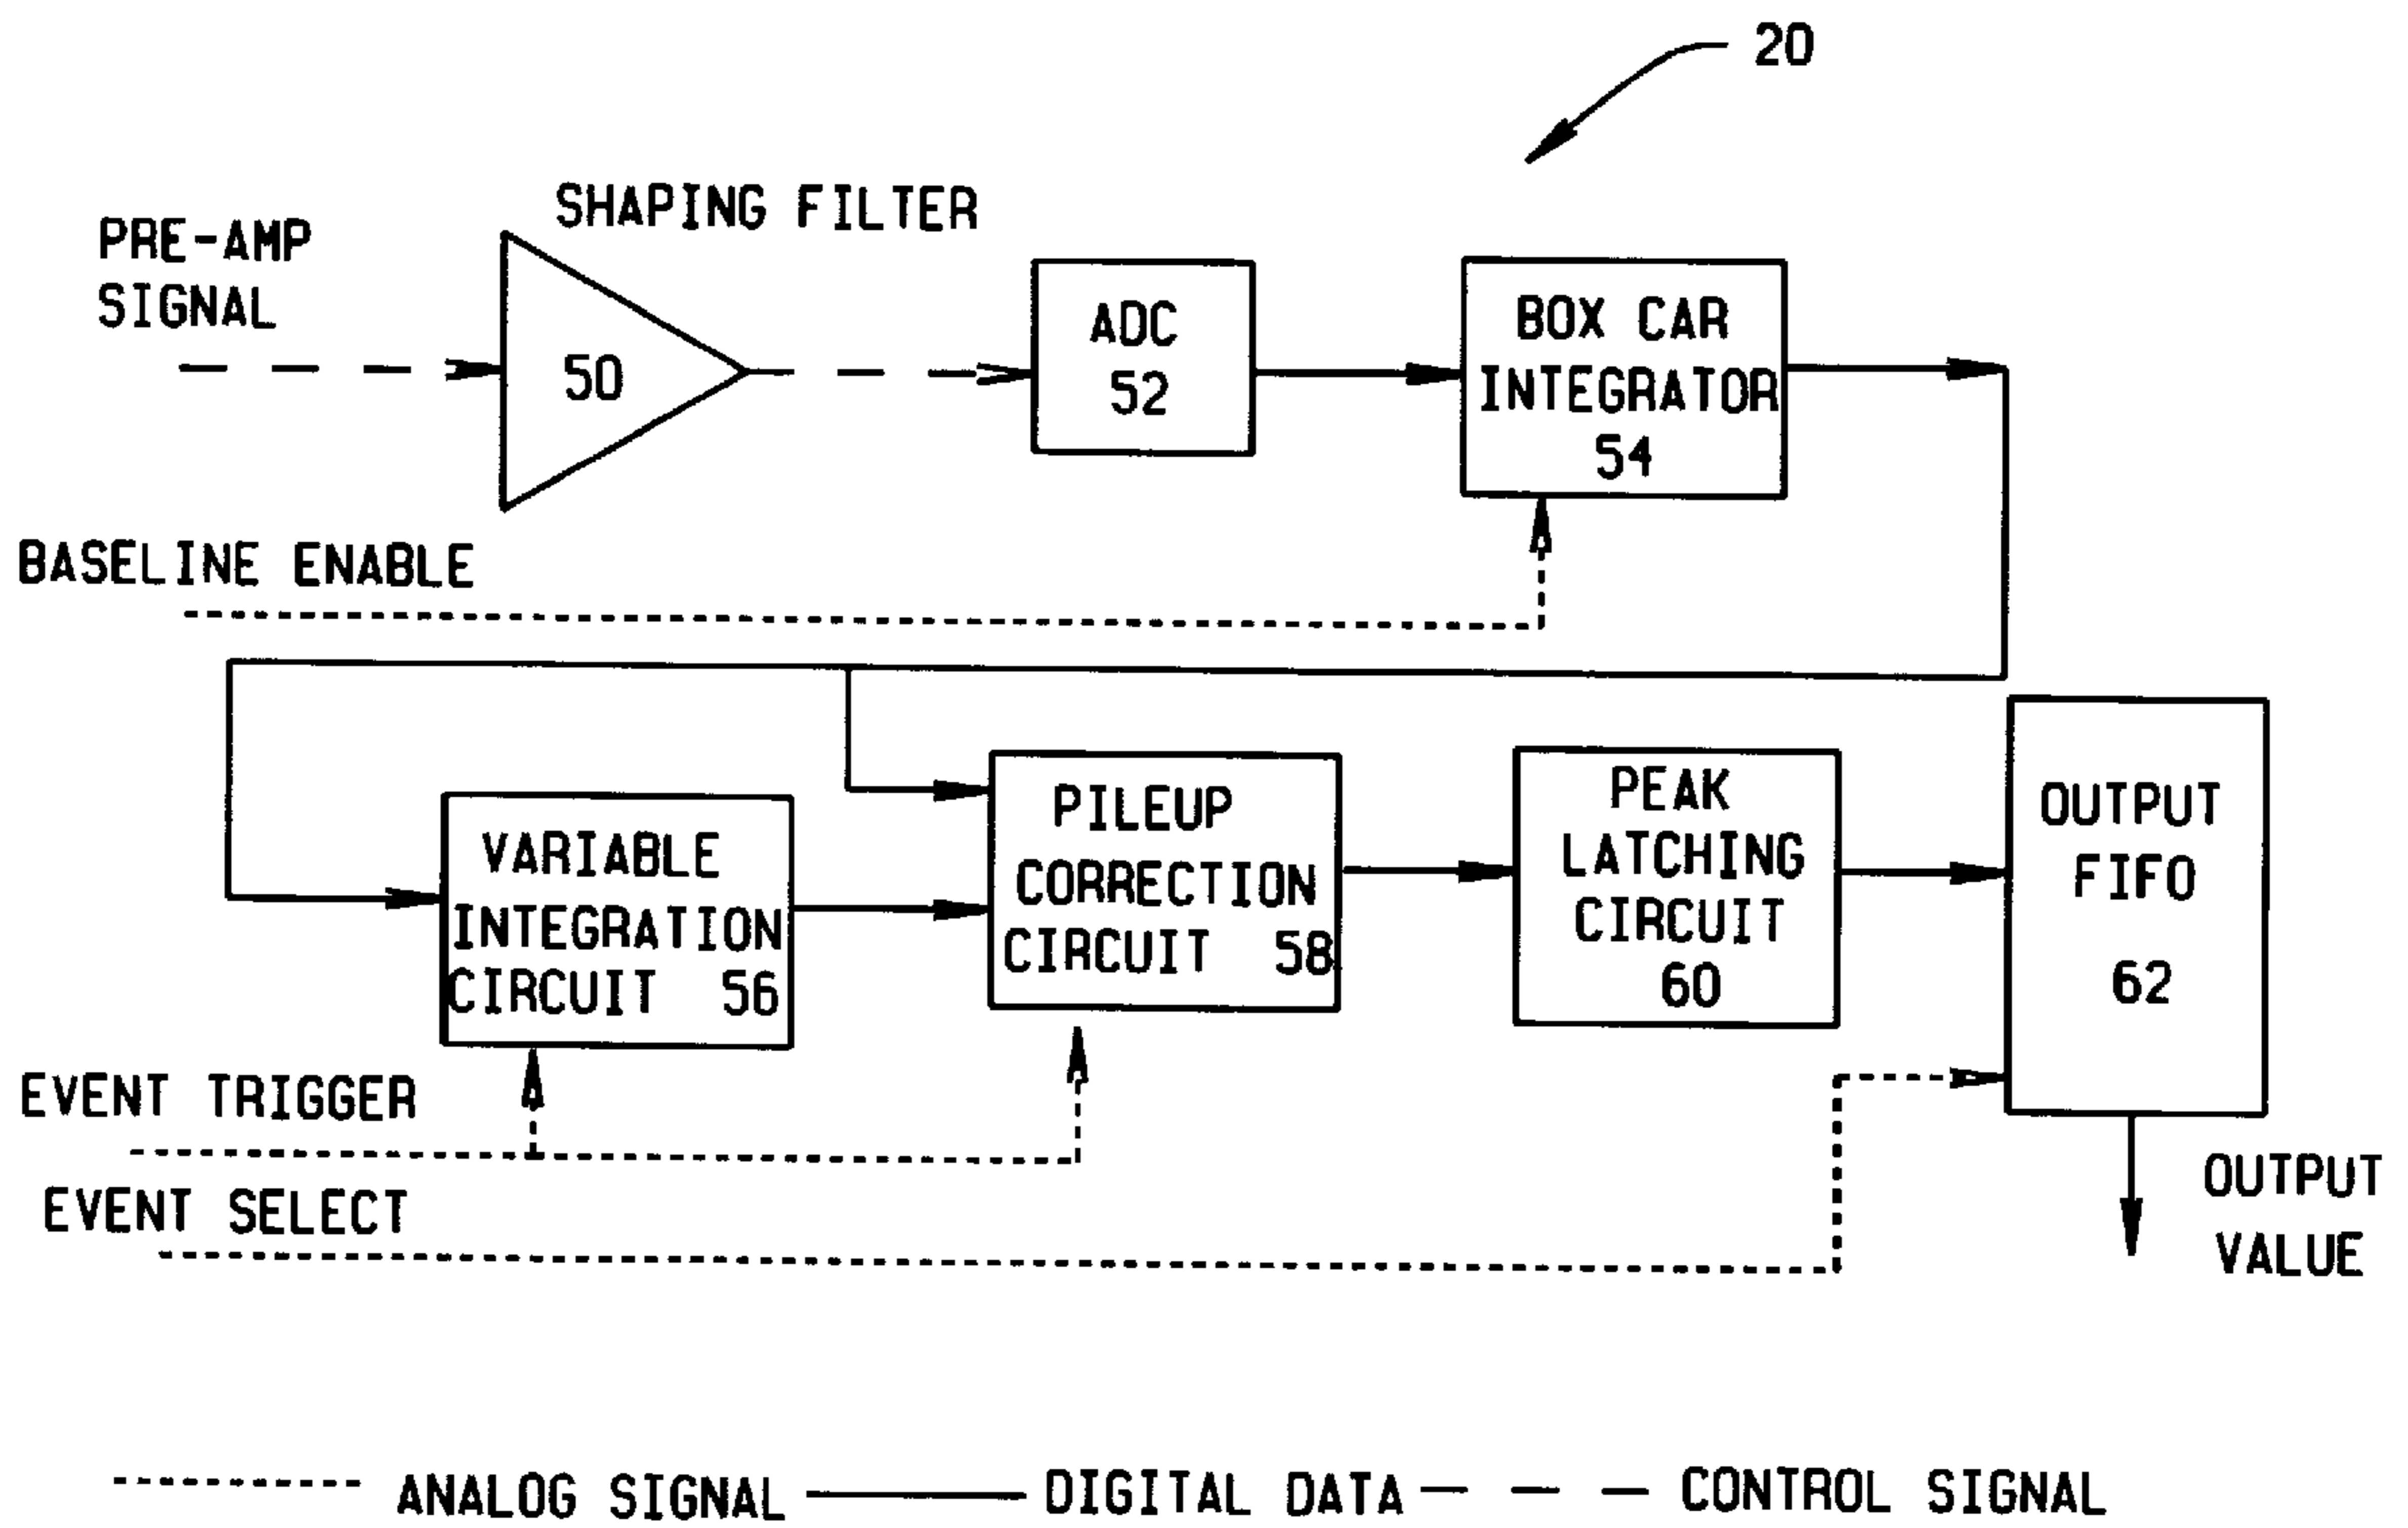 20
SHAPING FILTER
PRE-AMP
SIGNAL
50
ADC
52
BOX CAR
INTEGRATOR
54
BASELINE ENABLE
VARIABLE
INTEGRATION
CIRCUIT 56
PILEUP
CORRECTION
CIRCUIT 58
PEAK
LATCHING
CIRCUIT
60
OUTPUT
FIFO
62
EVENT TRIGGER
EVENT SELECT
OUTPUT
VALUE
ANALOG SIGNAL
DIGITAL DATA
CONTROL SIGNAL